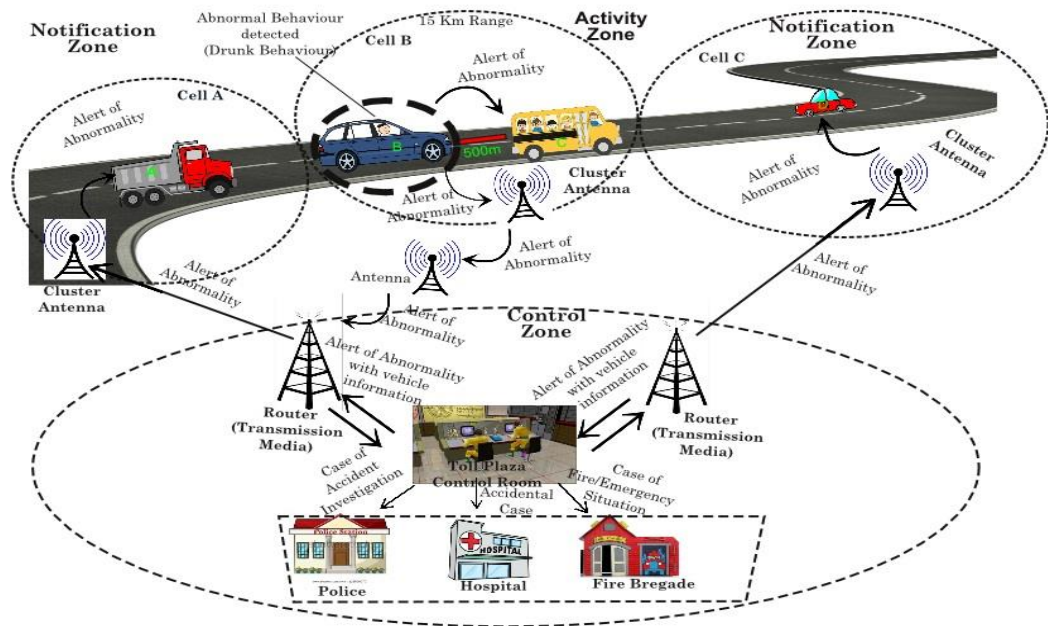 Notification
Zone
Abnormal Behaviour
detected
(Drunk Behaviour)
15 Km Range
Cell B
Activity
Zone
Notification
Zone
Cell C
Alert of
Abnormality
Cell A
Alert of
Abnormality
A
B
500m
C
D
Cluster
Antenna
Alert of
Abnormality
Cluster
Antenna
Alert of
Abnormality
Cluster
Antenna
Alert of
Abnormality
Antenna
Alert of
Abnormality
Alert of
Abnormality
Alert of
Abnormality
Control
Zone
Alert of Abnormality
with vehicle
information
Alert of Abnormality
with vehicle
information
Router
(Transmission
Media)
Router
(Transmission
Media)
Toll Plaza
Control Room
Case of
Accident
Investigation
Accidental
Case
Case of
Fire/Emergency
Situation
Police Station
HOSPITAL
Police
Hospital
Fire Bregade